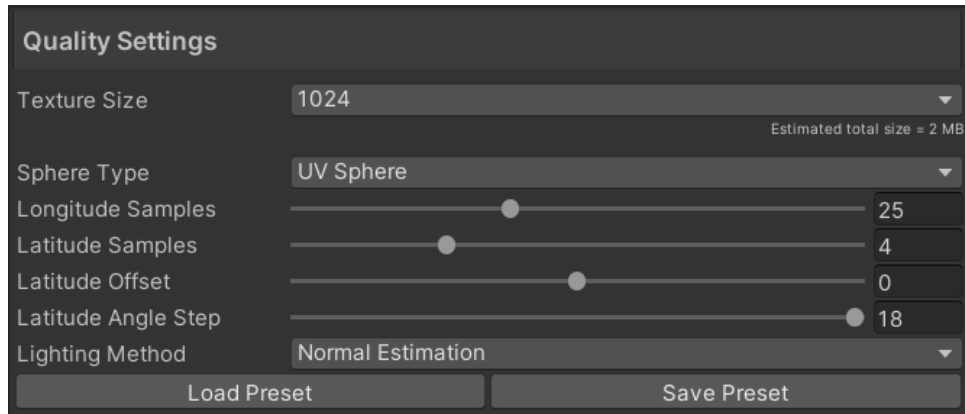 Quality Settings
Texture Size 1024
Estimated total size = 2 MB
Sphere Type UV Sphere
Longitude Samples 25
Latitude Samples 4
Latitude Offset 0
Latitude Angle Step 18
Lighting Method Normal Estimation
Load Preset Save Preset